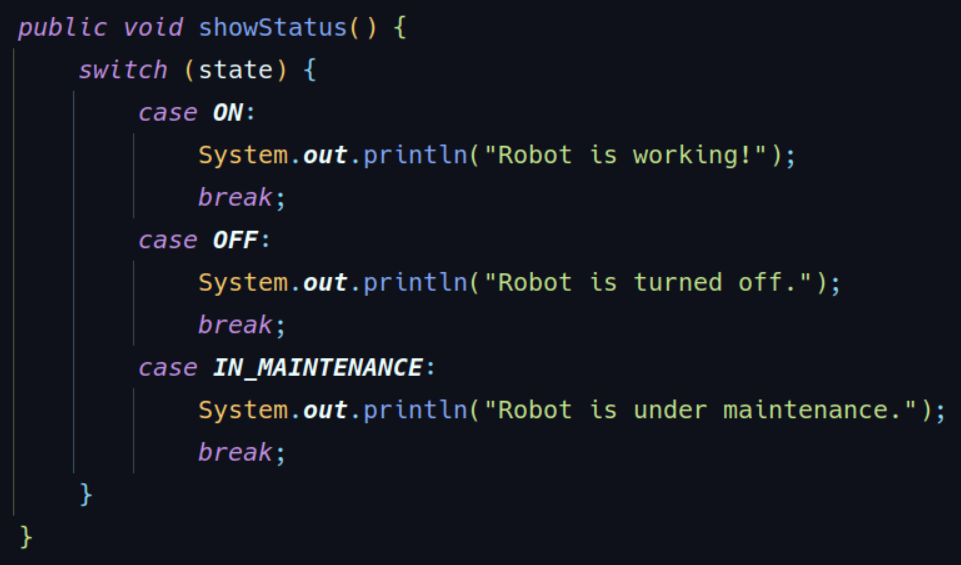 public void showStatus() {
    switch (state) {
        case ON:
            System.out.println("Robot is working!");
            break;
        case OFF:
            System.out.println("Robot is turned off.");
            break;
        case IN_MAINTENANCE:
            System.out.println("Robot is under maintenance.");
            break;
    }
}